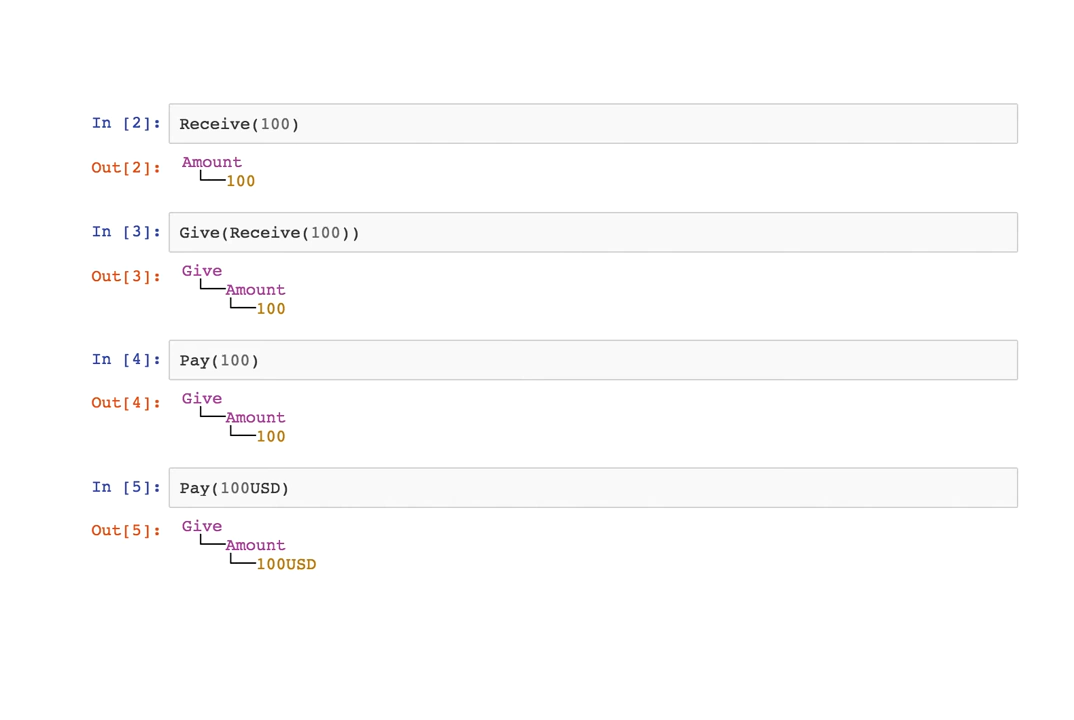 In [2]: Receive(100)
Out[2]: Amount
100
In [3]: Give(Receive(100))
Out[3]: Give
Amount
100
In [4]: Pay(100)
Out[4]: Give
Amount
100
In [5]: Pay(100USD)
Out[5]: Give
Amount
100USD